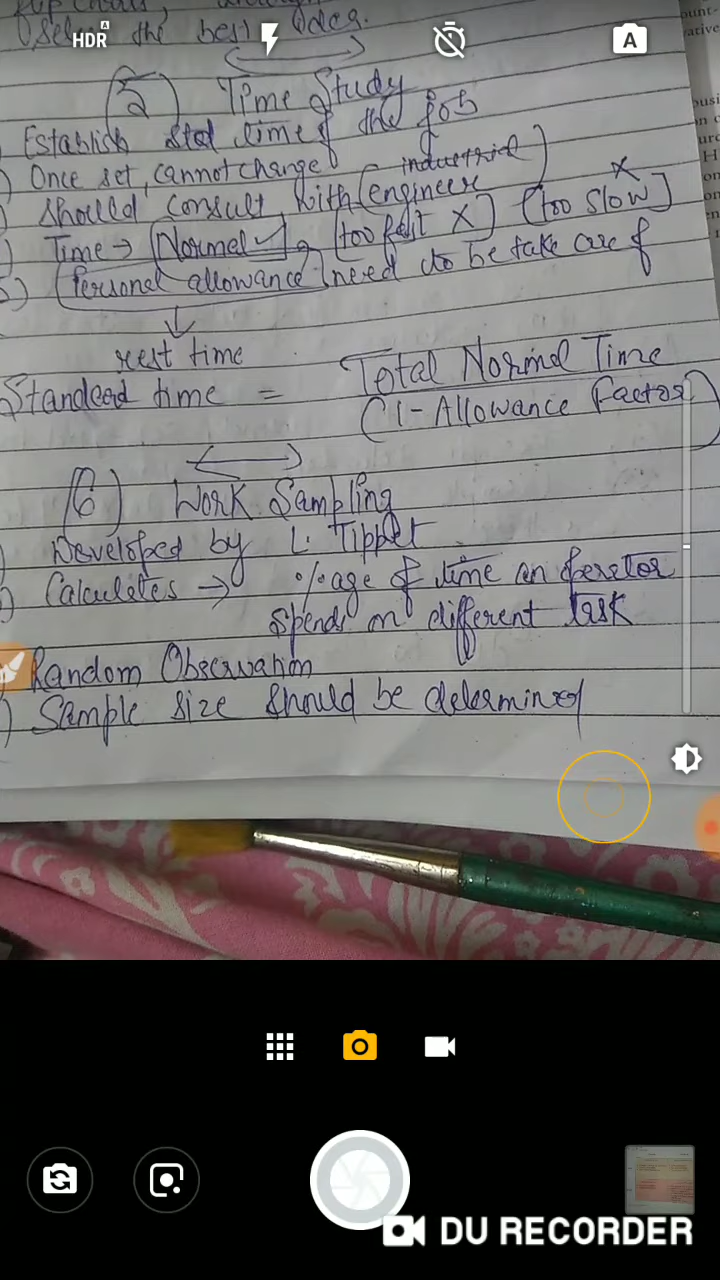 select the best idea.
HDR A
A
(5) Time Study
Establish std time of the job
Once set, cannot change
industrial
should consult with (engineer)
Time → Normal ✓, (too fast X) (too slow) X
(Personal allowance) need to be take care of
↓
rest time
Standard time = Total Normal Time
(1 - Allowance Factor)
(6) Work Sampling
Developed by L. Tippet
Calculates → %age of time an operator
spends on different task
Random Observation
Sample size should be determined
DU RECORDER